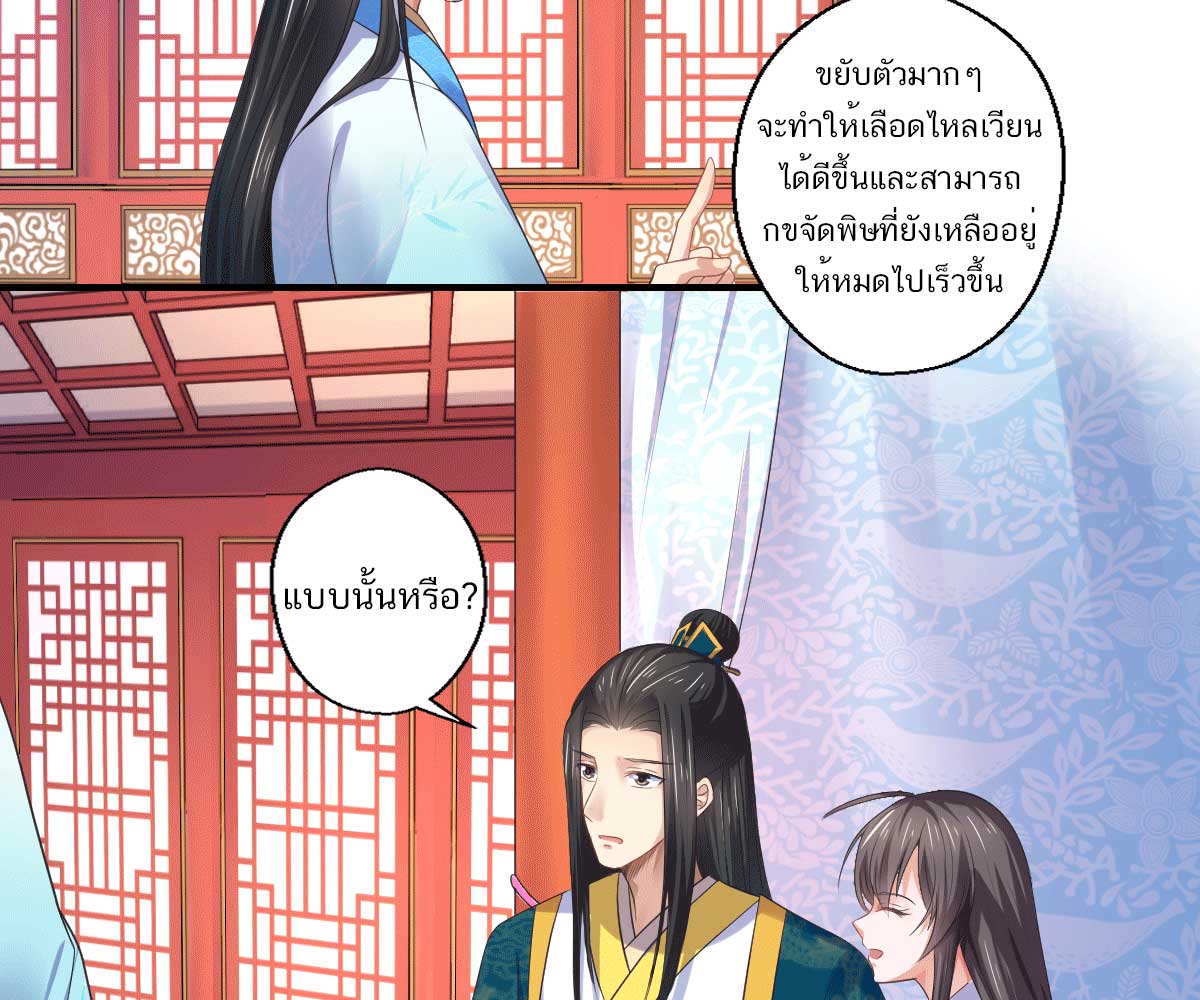 ขยับตัวมากๆ
จะทำให้เลือดไหลเวียน
ได้ดีขึ้นและสามารถ
กขจัดพิษที่ยังเหลืออยู่
ให้หมดไปเร็วขึ้น
แบบนั้นหรือ?